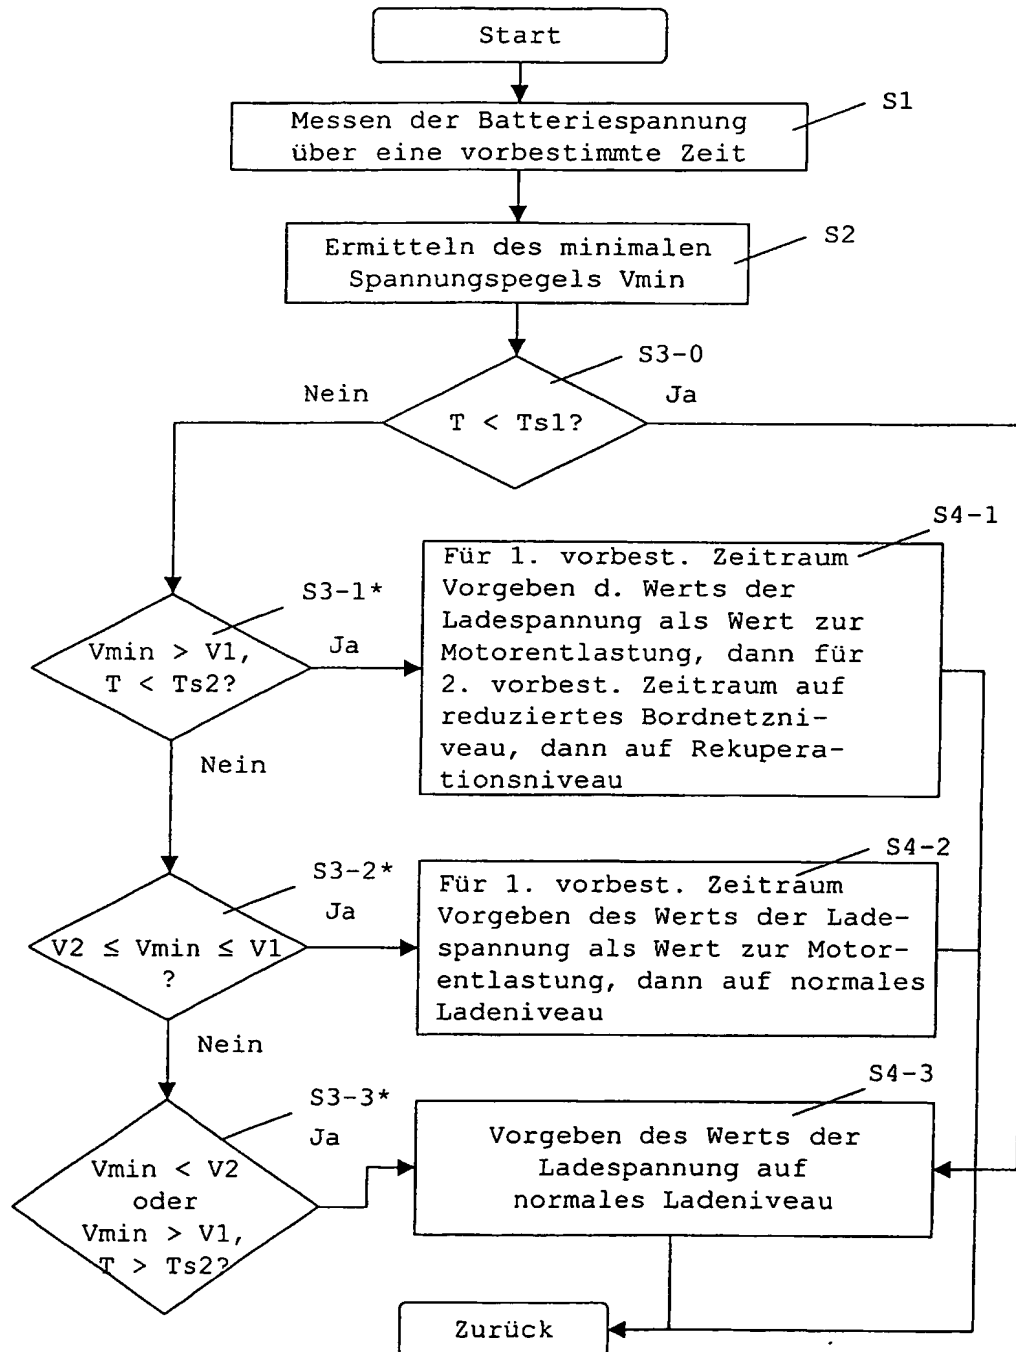 Start
S1
Messen der Batteriespannung
über eine vorbestimmte Zeit
S2
Ermitteln des minimalen
Spannungspegels Vmin
S3-0
Nein
Ja
T < Ts1?
S4-1
Für 1. vorbest. Zeitraum
Vorgeben d. Werts der
Ladespannung als Wert zur
Motorentlastung, dann für
2. vorbest. Zeitraum auf
reduziertes Bordnetzni-
veau, dann auf Rekupera-
tionsniveau
S3-1*
Vmin > V1,
T < Ts2?
Ja
Nein
S4-2
Für 1. vorbest. Zeitraum
Vorgeben des Werts der Lade-
spannung als Wert zur Motor-
entlastung, dann auf normales
Ladeniveau
S3-2*
Ja
V2 ≤ Vmin ≤ V1
?
Nein
S4-3
Vorgeben des Werts der
Ladespannung auf
normales Ladeniveau
S3-3*
Ja
Vmin < V2
oder
Vmin > V1,
T > Ts2?
Zurück